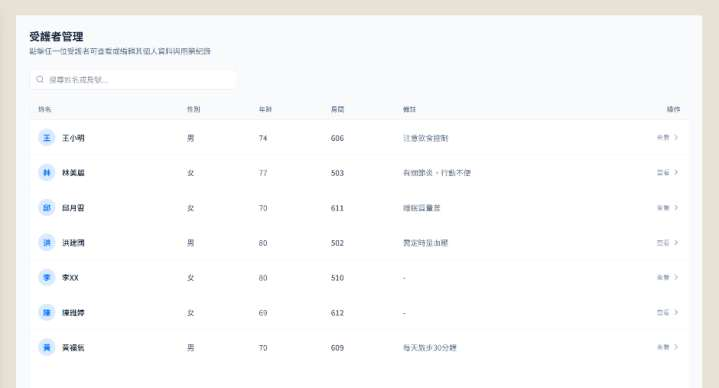 受護者管理
點擊任一位受護者可查看或編輯其個人資料與照顧紀錄
搜尋姓名或房號...
姓名 性別 年齡 房間 備註 操作
王 王小明 男 74 606 注意飲食控制 查看
林 林美麗 女 77 503 有關節炎，行動不便 查看
邱 邱月雲 女 70 611 睡眠品質差 查看
洪 洪建國 男 80 502 需定時量血壓 查看
李 李XX 女 80 510 - 查看
陳 陳雅婷 女 69 612 - 查看
黃 黃福氣 男 70 609 每天散步30分鐘 查看